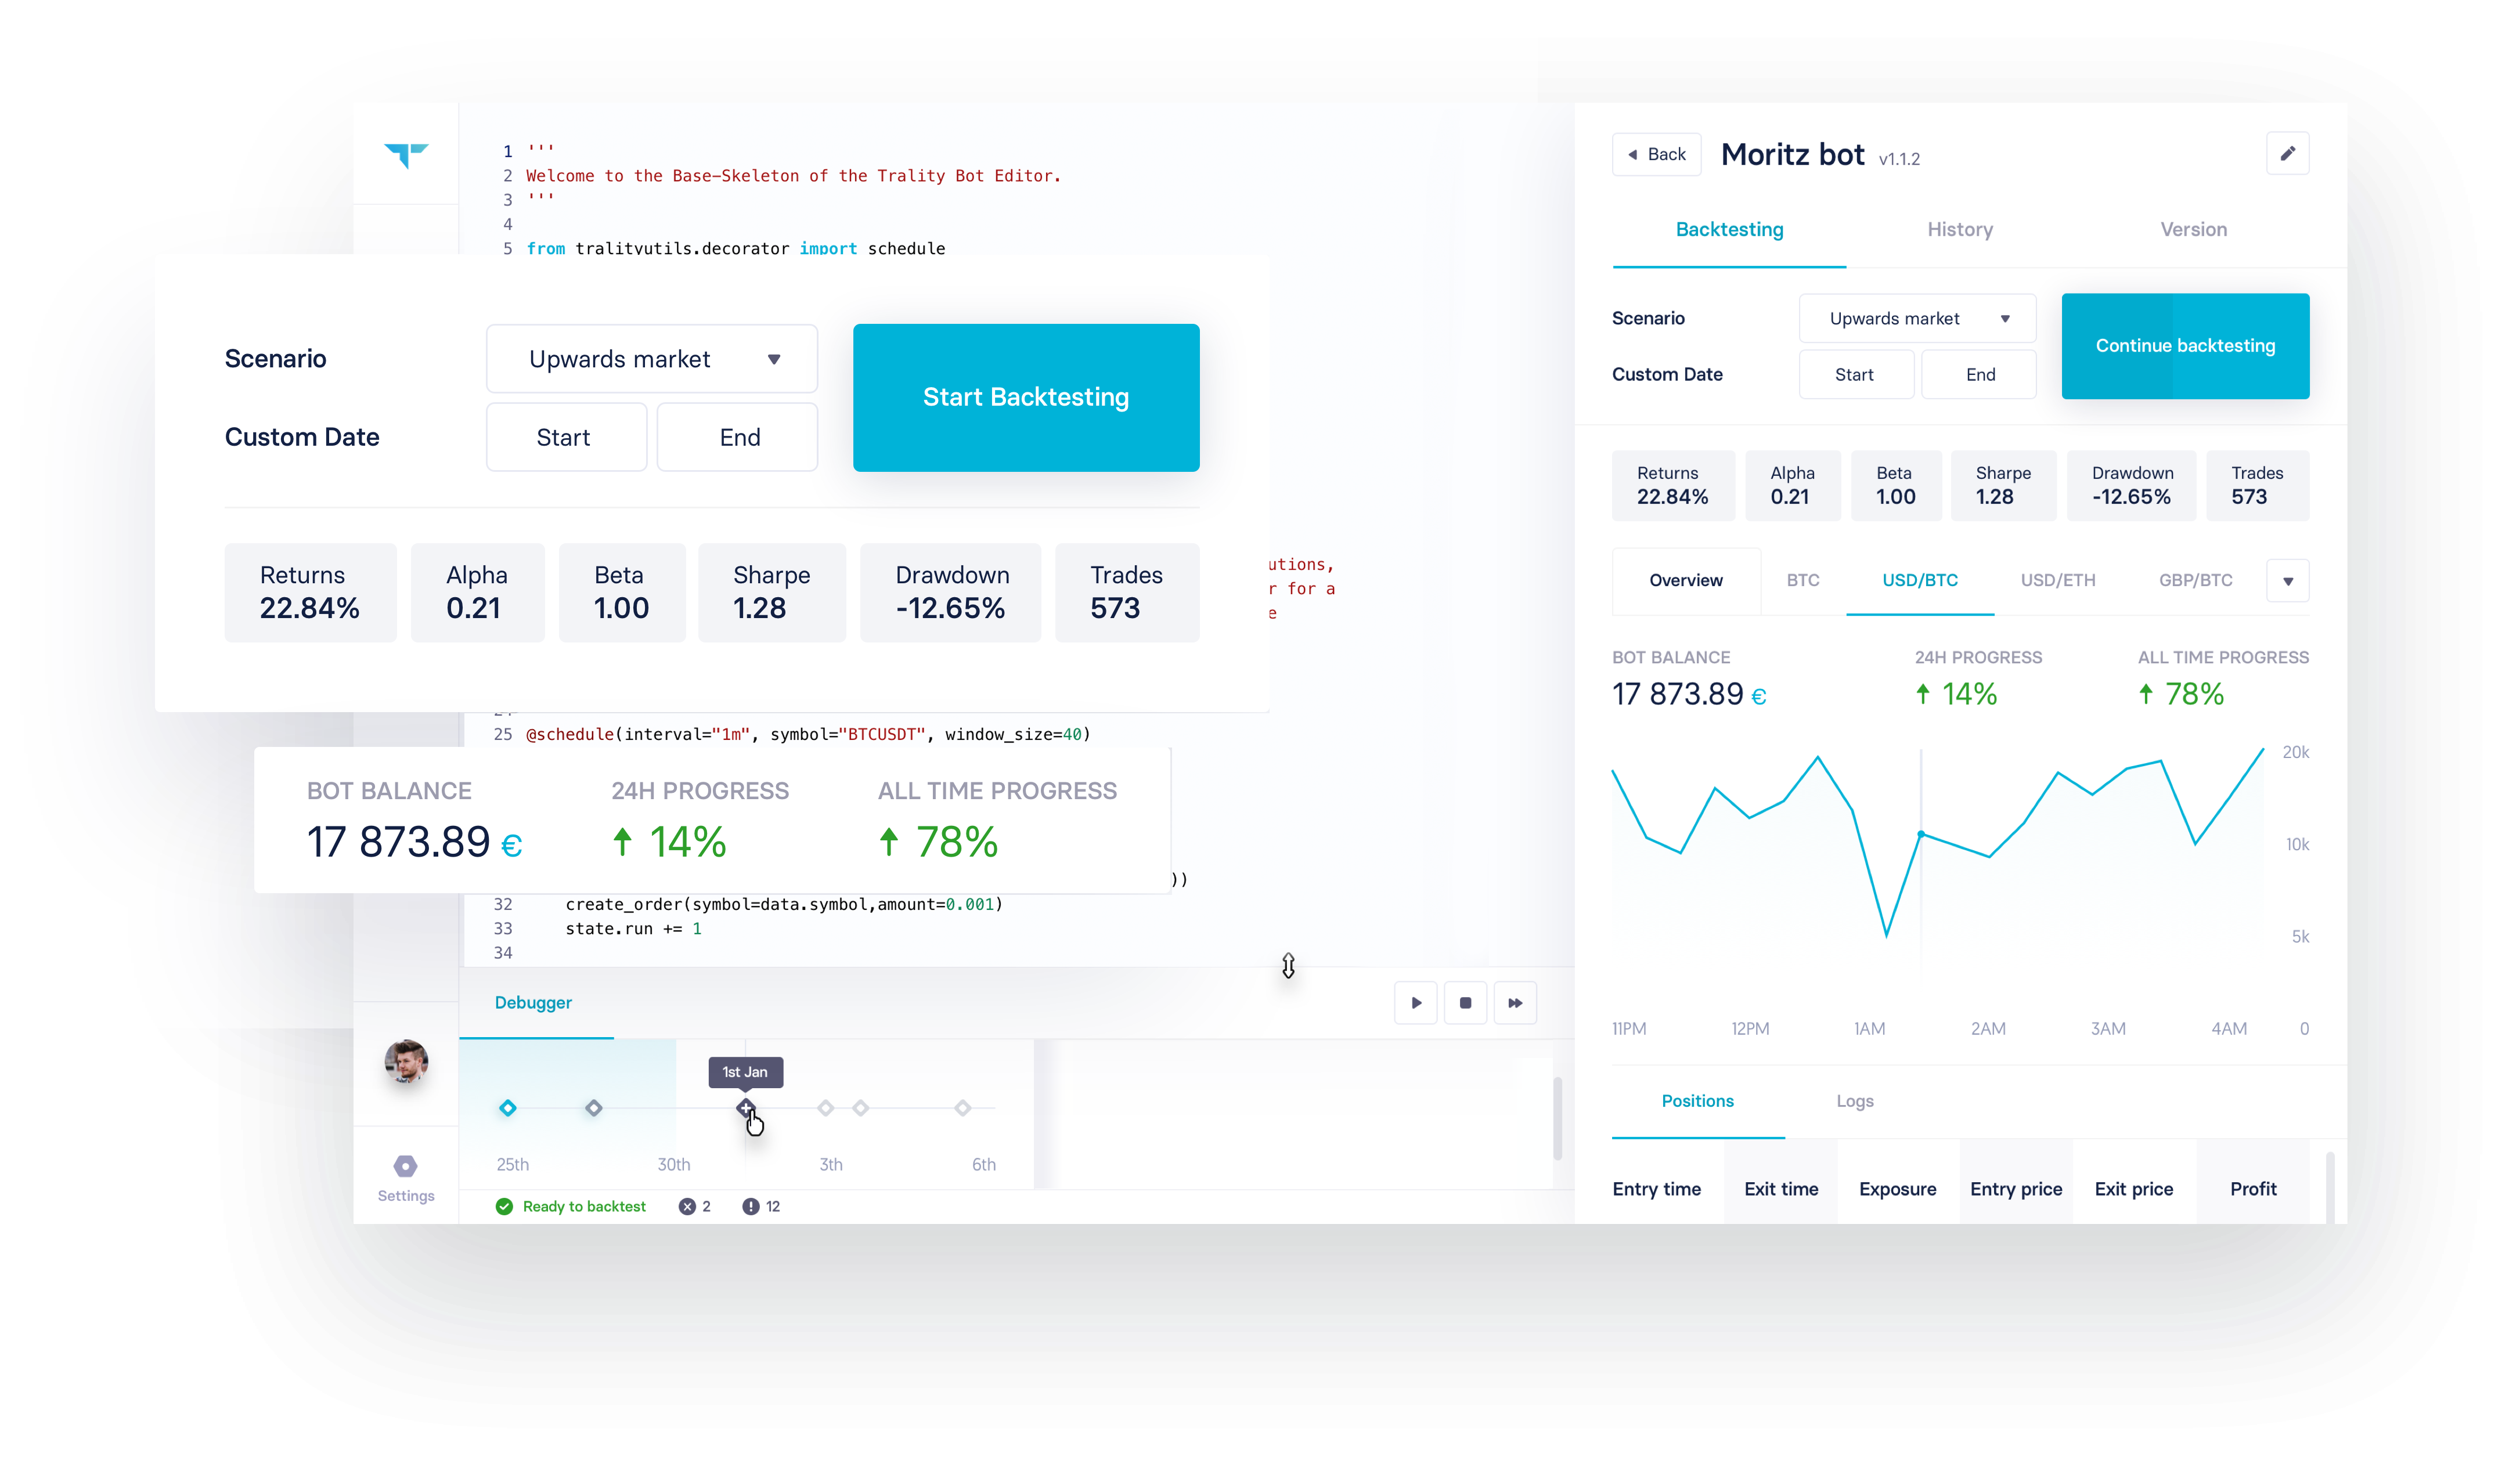 1 '''
2 Welcome to the Base-Skeleton of the Trality Bot Editor.
3 '''
4
5 from tralityutils.decorator import schedule
Scenario
Upwards market
Start Backtesting
Custom Date
Start
End
Returns
22.84%
Alpha
0.21
Beta
1.00
Sharpe
1.28
Drawdown
-12.65%
Trades
573
utions,
r for a
e
25 @schedule(interval="1m", symbol="BTCUSDT", window_size=40)
BOT BALANCE
17 873.89 €
24H PROGRESS
14%
ALL TIME PROGRESS
78%
))
32 create_order(symbol=data.symbol,amount=0.001)
33 state.run += 1
34
Debugger
1st Jan
25th
30th
3th
6th
Settings
Ready to backtest
2
12
Back
Moritz bot v1.1.2
Backtesting
History
Version
Scenario
Upwards market
Continue backtesting
Custom Date
Start
End
Returns
22.84%
Alpha
0.21
Beta
1.00
Sharpe
1.28
Drawdown
-12.65%
Trades
573
Overview
BTC
USD/BTC
USD/ETH
GBP/BTC
BOT BALANCE
17 873.89 €
24H PROGRESS
14%
ALL TIME PROGRESS
78%
20k
10k
5k
11PM
12PM
1AM
2AM
3AM
4AM
0
Positions
Logs
Entry time
Exit time
Exposure
Entry price
Exit price
Profit